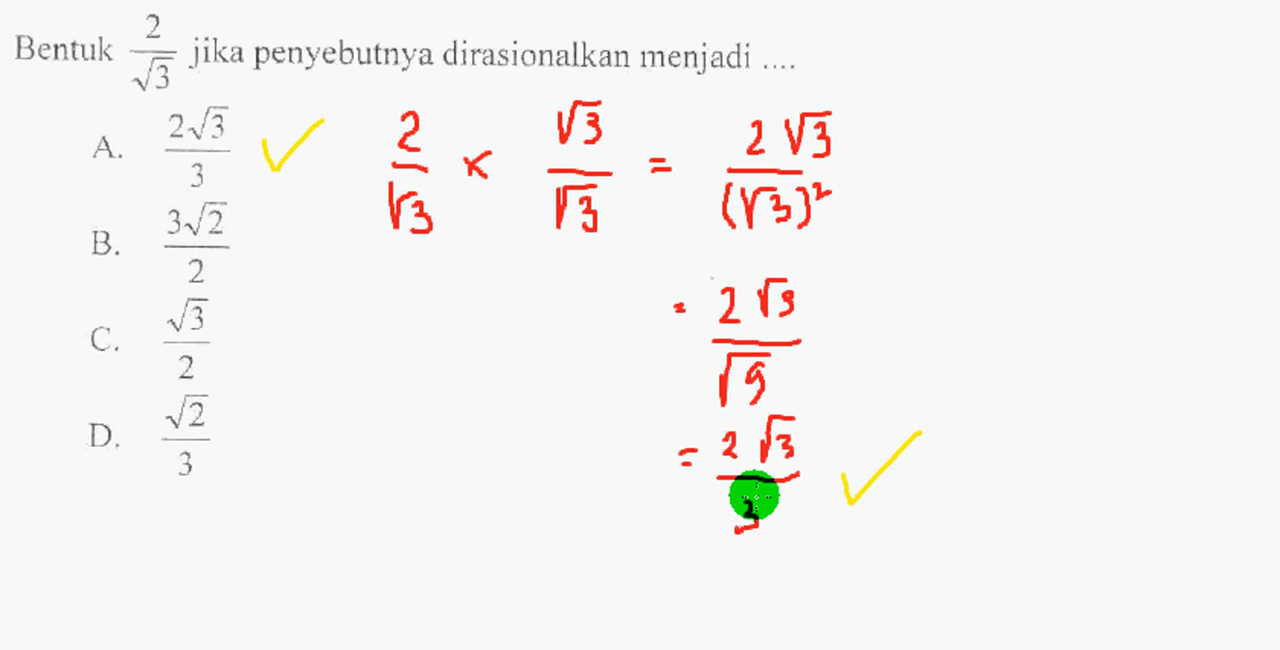 Bentuk 2/√3 jika penyebutnya dirasionalkan menjadi ....
A. 2√3/3
B. 3√2/2
C. √3/2
D. √2/3
2/√3 × √3/√3 = 2√3/(√3)²
= 2√3/√9
= 2√3/3